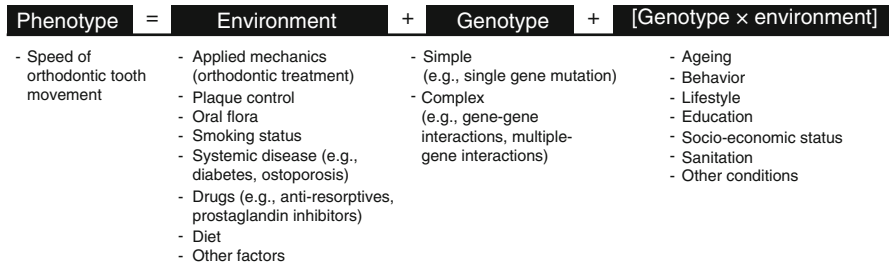 Phenotype = Environment + Genotype + [Genotype × environment]
- Speed of
orthodontic tooth
movement
- Applied mechanics
(orthodontic treatment)
- Plaque control
- Oral flora
- Smoking status
- Systemic disease (e.g.,
diabetes, ostoporosis)
- Drugs (e.g., anti-resorptives,
prostaglandin inhibitors)
- Diet
- Other factors
- Simple
(e.g., single gene mutation)
- Complex
(e.g., gene-gene
interactions, multiple-
gene interactions)
- Ageing
- Behavior
- Lifestyle
- Education
- Socio-economic status
- Sanitation
- Other conditions